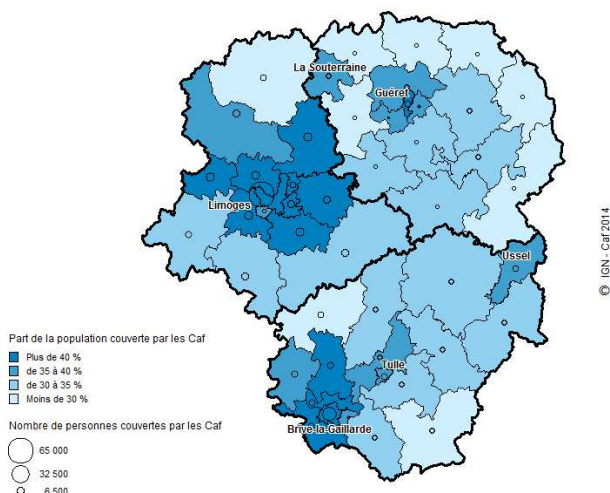 La Souterraine
Guéret
Limoges
Ussel
Tulle
Brive-la-Gaillarde
Part de la population couverte par les Caf
Plus de 40 %
de 35 à 40 %
de 30 à 35 %
Moins de 30 %
Nombre de personnes couvertes par les Caf
65 000
32 500
6 500
© IGN - Caf 2014